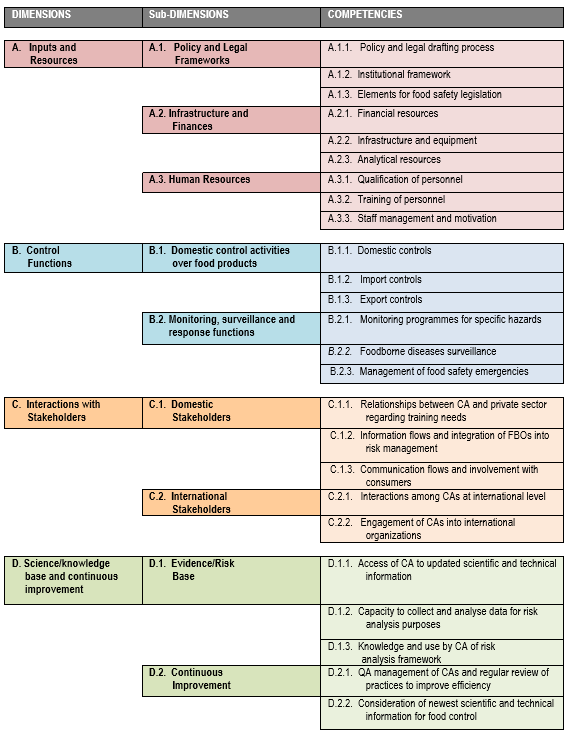 DIMENSIONS Sub-DIMENSIONS COMPETENCIES
A. Inputs and Resources A.1. Policy and Legal Frameworks A.1.1. Policy and legal drafting process
A.1.2. Institutional framework
A.1.3. Elements for food safety legislation
A.2. Infrastructure and Finances A.2.1. Financial resources
A.2.2. Infrastructure and equipment
A.2.3. Analytical resources
A.3. Human Resources A.3.1. Qualification of personnel
A.3.2. Training of personnel
A.3.3. Staff management and motivation
B. Control Functions B.1. Domestic control activities over food products B.1.1. Domestic controls
B.1.2. Import controls
B.1.3. Export controls
B.2. Monitoring, surveillance and response functions B.2.1. Monitoring programmes for specific hazards
B.2.2. Foodborne diseases surveillance
B.2.3. Management of food safety emergencies
C. Interactions with Stakeholders C.1. Domestic Stakeholders C.1.1. Relationships between CA and private sector regarding training needs
C.1.2. Information flows and integration of FBOs into risk management
C.1.3. Communication flows and involvement with consumers
C.2. International Stakeholders C.2.1. Interactions among CAs at international level
C.2.2. Engagement of CAs into international organizations
D. Science/knowledge base and continuous improvement D.1. Evidence/Risk Base D.1.1. Access of CA to updated scientific and technical information
D.1.2. Capacity to collect and analyse data for risk analysis purposes
D.1.3. Knowledge and use by CA of risk analysis framework
D.2. Continuous Improvement D.2.1. QA management of CAs and regular review of practices to improve efficiency
D.2.2. Consideration of newest scientific and technical information for food control